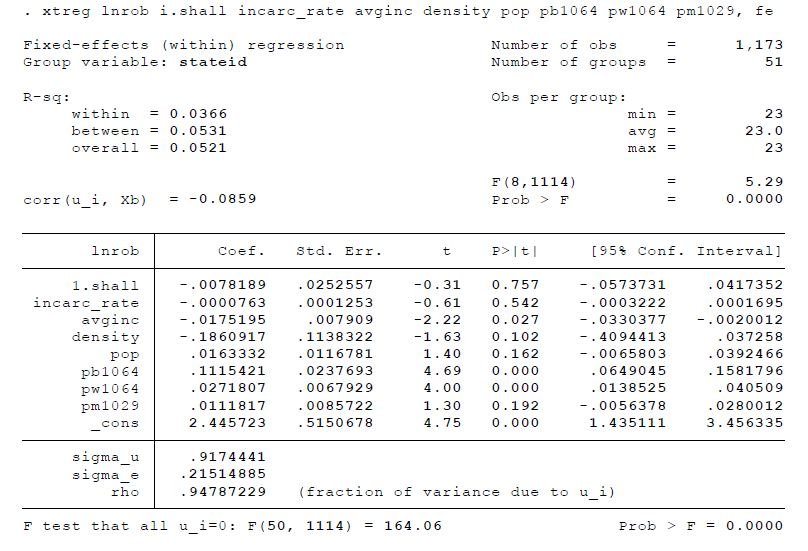 . xtreg lnrob i.shall incarc_rate avginc density pop pb1064 pw1064 pm1029, fe
Fixed-effects (within) regression Number of obs = 1,173
Group variable: stateid Number of groups = 51
R-sq: Obs per group:
within = 0.0366 min = 23
between = 0.0531 avg = 23.0
overall = 0.0521 max = 23
F(8,1114) = 5.29
corr(u_i, Xb) = -0.0859 Prob > F = 0.0000
lnrob Coef. Std. Err. t P>|t| [95% Conf. Interval]
1.shall -.0078189 .0252557 -0.31 0.757 -.0573731 .0417352
incarc_rate -.0000763 .0001253 -0.61 0.542 -.0003222 .0001695
avginc -.0175195 .007909 -2.22 0.027 -.0330377 -.0020012
density -.1860917 .1138322 -1.63 0.102 -.4094413 .037258
pop .0163332 .0116781 1.40 0.162 -.0065803 .0392466
pb1064 .1115421 .0237693 4.69 0.000 .0649045 .1581796
pw1064 .0271807 .0067929 4.00 0.000 .0138525 .040509
pm1029 .0111817 .0085722 1.30 0.192 -.0056378 .0280012
_cons 2.445723 .5150678 4.75 0.000 1.435111 3.456335
sigma_u .9174441
sigma_e .21514885
rho .94787229 (fraction of variance due to u_i)
F test that all u_i=0: F(50, 1114) = 164.06 Prob > F = 0.0000